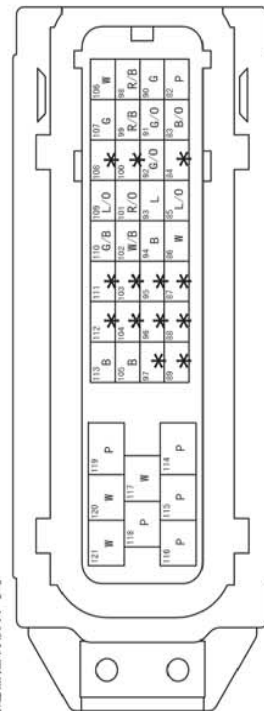 121 120 119 113 112 111 110 109 108 107 106
W W P B * * G/B L/O * G W
118 117 105 104 103 102 101 100 99 98
P W B * * W/B R/O * R/B R/B
97 96 95 94 93 92 91 90
* * * B L G/O G/O G
116 115 114 89 88 87 86 85 84 83 82
P P P * * * W L/O * B/O P